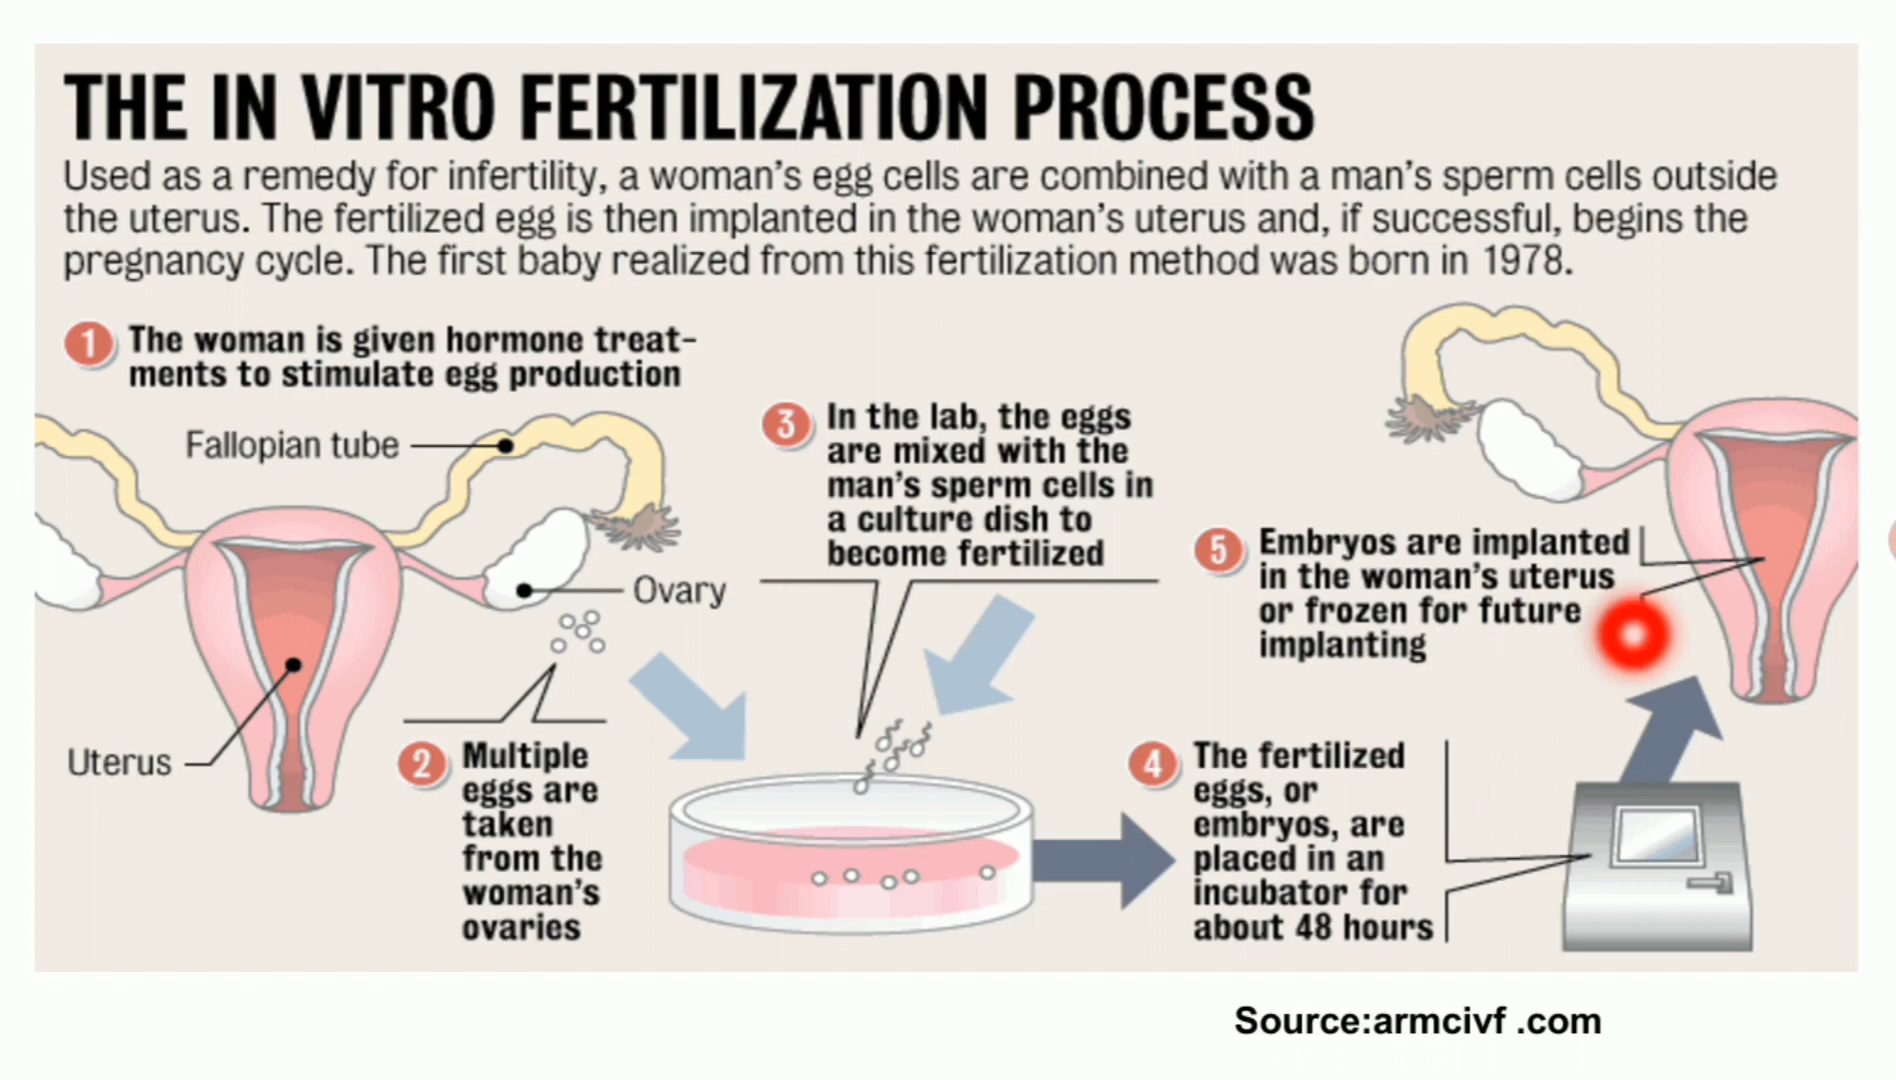 THE IN VITRO FERTILIZATION PROCESS
Used as a remedy for infertility, a woman's egg cells are combined with a man's sperm cells outside
the uterus. The fertilized egg is then implanted in the woman's uterus and, if successful, begins the
pregnancy cycle. The first baby realized from this fertilization method was born in 1978.
1 The woman is given hormone treat-
ments to stimulate egg production
Fallopian tube
Ovary
Uterus
2 Multiple
eggs are
taken
from the
woman's
ovaries
3 In the lab, the eggs
are mixed with the
man's sperm cells in
a culture dish to
become fertilized
4 The fertilized
eggs, or
embryos, are
placed in an
incubator for
about 48 hours
5 Embryos are implanted
in the woman's uterus
or frozen for future
implanting
Source:armcivf .com